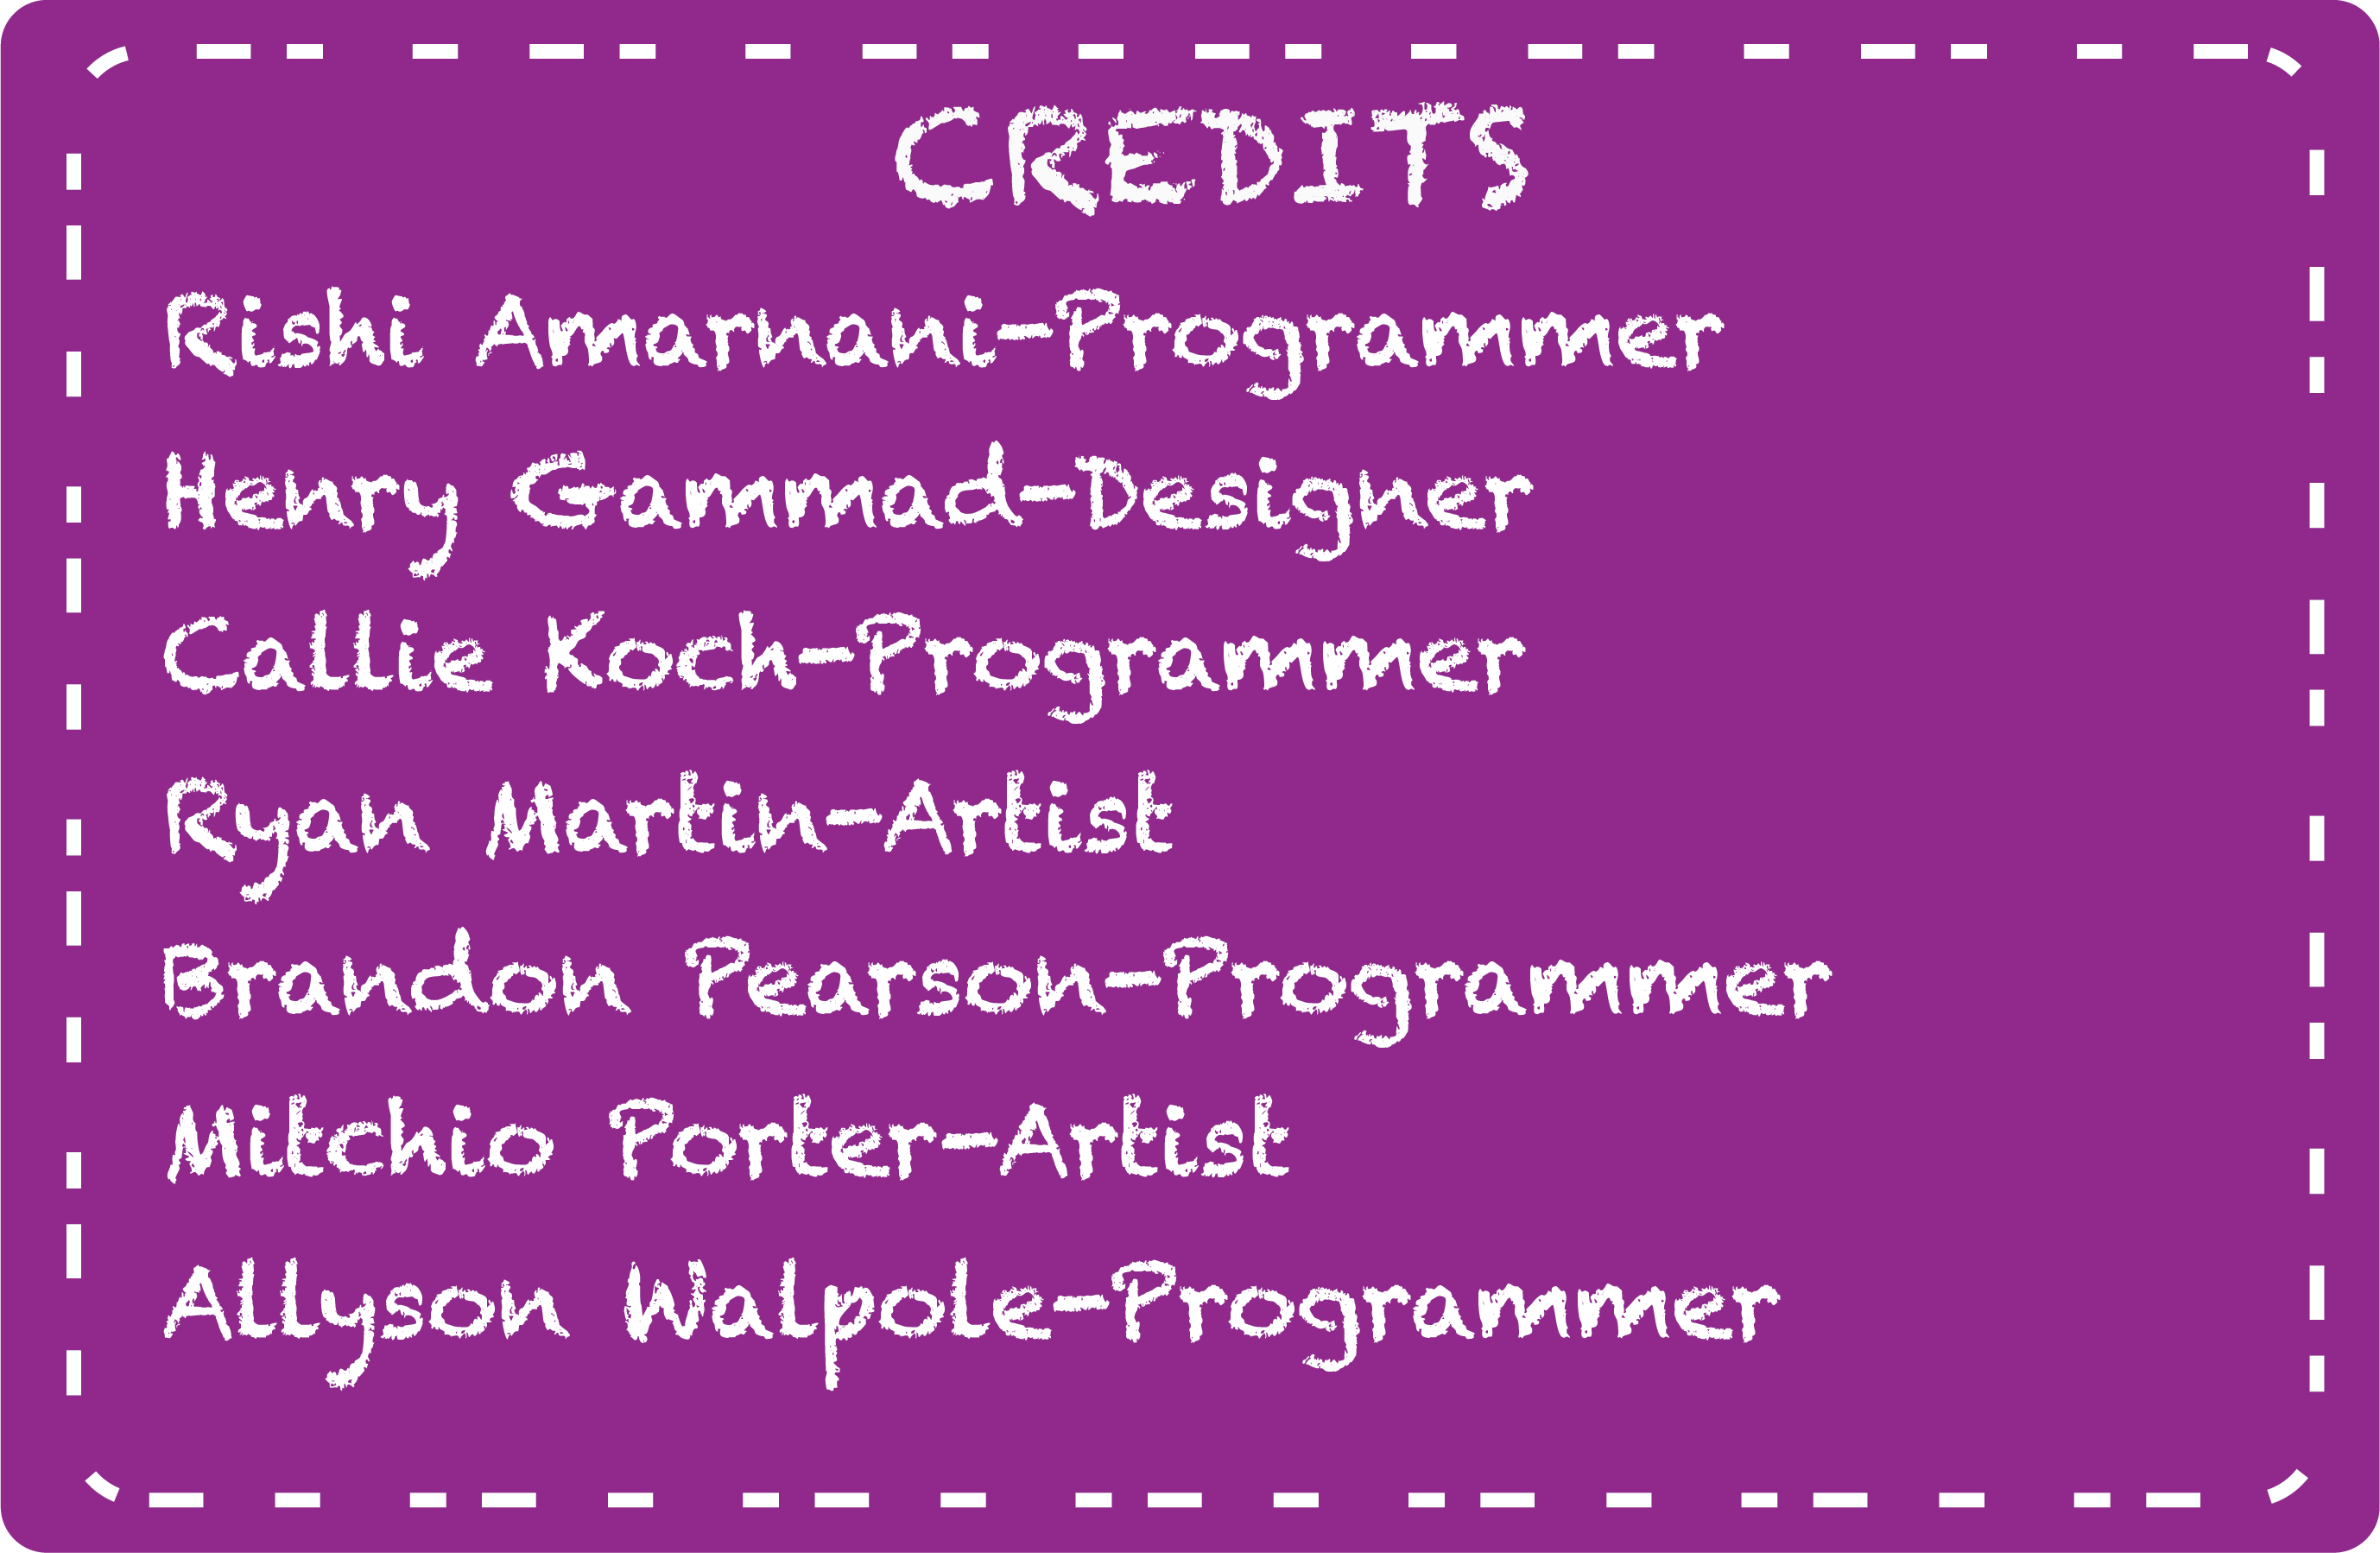 CREDITS
Rishi Amarnani-Programmer
Henry Gammad-Designer
Callie Koch-Programmer
Ryan Martin-Artist
Brandon Pearson-Programmer
Mitchio Porter-Artist
Allyson Walpole-Programmer